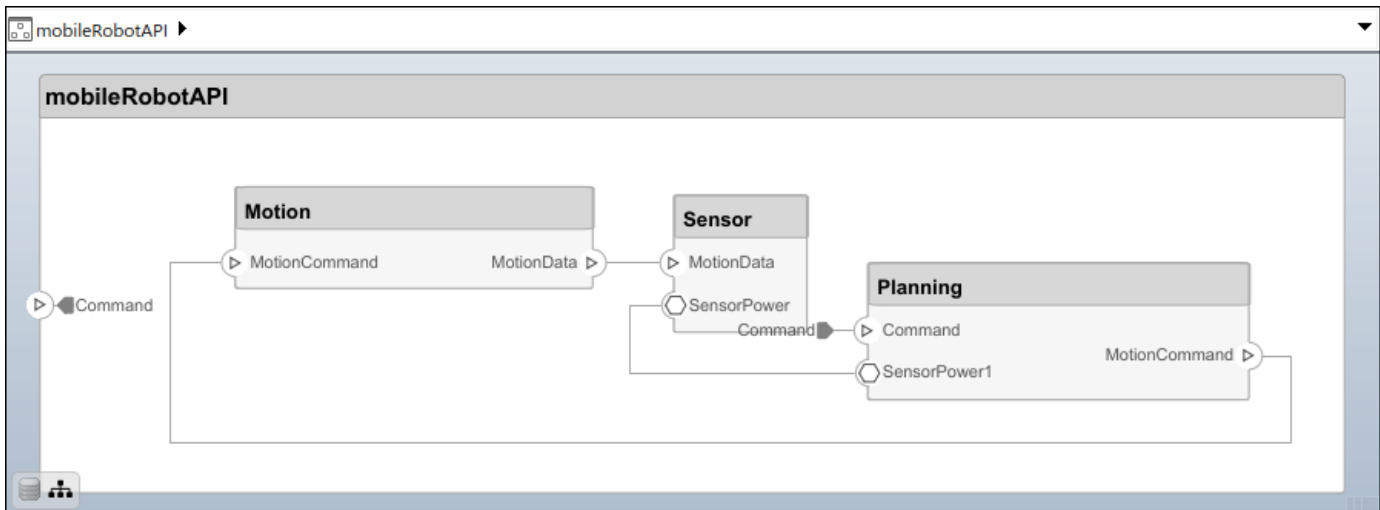 mobileRobotAPI
mobileRobotAPI
Motion
MotionCommand MotionData
Sensor
MotionData
SensorPower
Command
Planning
Command
Command
SensorPower1
MotionCommand